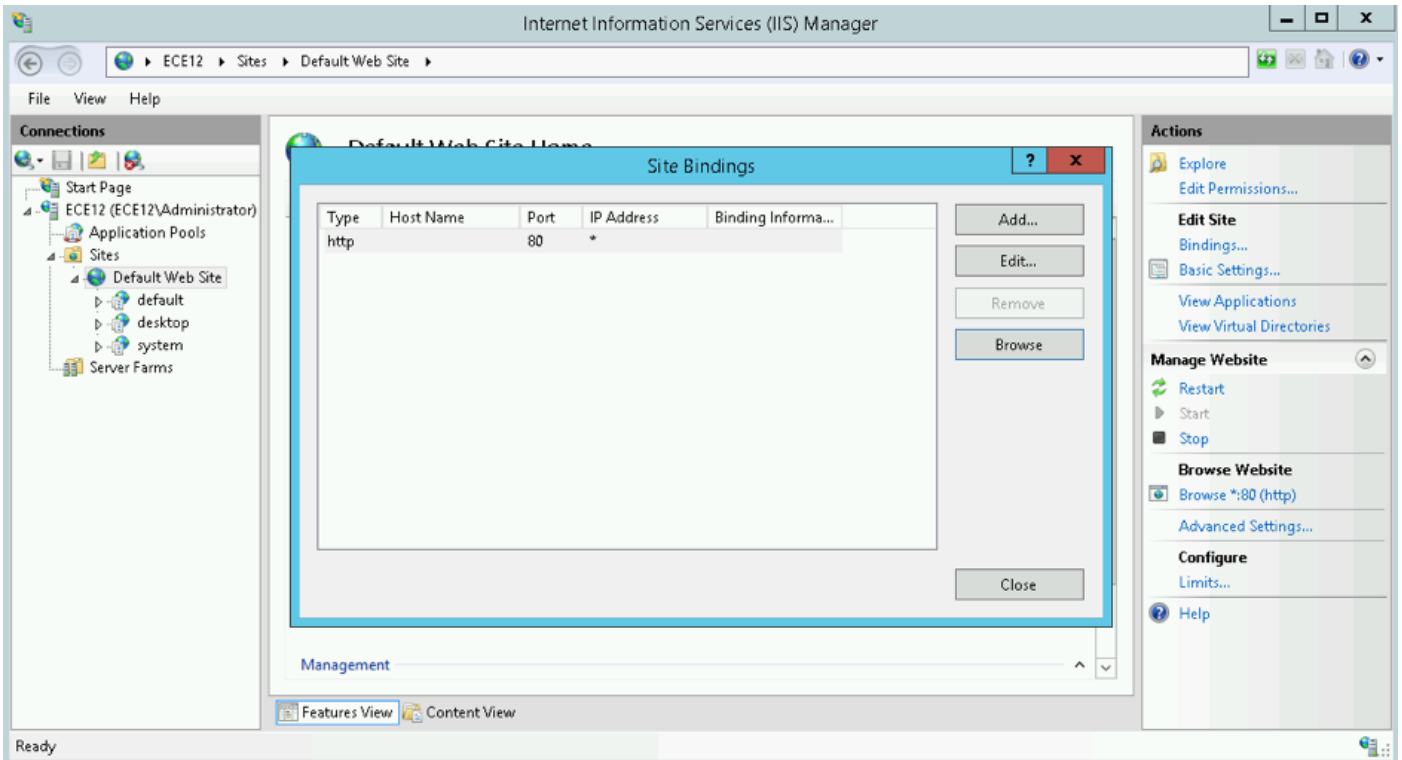 Internet Information Services (IIS) Manager
ECE12 Sites Default Web Site
File View Help
Connections
Start Page
ECE12 (ECE12\Administrator)
Application Pools
Sites
Default Web Site
default
desktop
system
Server Farms
Default Web Site Home
Site Bindings
? x
Type Host Name Port IP Address Binding Informa...
http 80 *
Add...
Edit...
Remove
Browse
Close
Management
Features View Content View
Actions
Explore
Edit Permissions...
Edit Site
Bindings...
Basic Settings...
View Applications
View Virtual Directories
Manage Website
Restart
Start
Stop
Browse Website
Browse *:80 (http)
Advanced Settings...
Configure
Limits...
Help
Ready